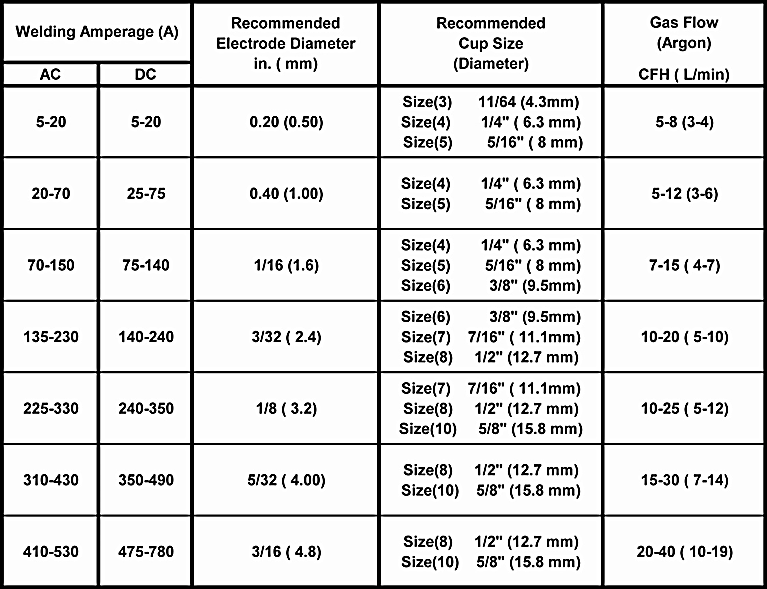 Welding Amperage (A)
AC DC
Recommended
Electrode Diameter
in. ( mm)
Recommended
Cup Size
(Diameter)
Gas Flow
(Argon)
CFH ( L/min)
5-20 5-20 0.20 (0.50)
Size(3) 11/64 (4.3mm)
Size(4) 1/4" ( 6.3 mm)
Size(5) 5/16" ( 8 mm)
5-8 (3-4)
20-70 25-75 0.40 (1.00)
Size(4) 1/4" ( 6.3 mm)
Size(5) 5/16" ( 8 mm)
5-12 (3-6)
70-150 75-140 1/16 (1.6)
Size(4) 1/4" ( 6.3 mm)
Size(5) 5/16" ( 8 mm)
Size(6) 3/8" (9.5mm)
7-15 ( 4-7)
135-230 140-240 3/32 ( 2.4)
Size(6) 3/8" (9.5mm)
Size(7) 7/16" ( 11.1mm)
Size(8) 1/2" (12.7 mm)
10-20 ( 5-10)
225-330 240-350 1/8 ( 3.2)
Size(7) 7/16" ( 11.1mm)
Size(8) 1/2" (12.7 mm)
Size(10) 5/8" (15.8 mm)
10-25 ( 5-12)
310-430 350-490 5/32 ( 4.00)
Size(8) 1/2" (12.7 mm)
Size(10) 5/8" (15.8 mm)
15-30 ( 7-14)
410-530 475-780 3/16 ( 4.8)
Size(8) 1/2" (12.7 mm)
Size(10) 5/8" (15.8 mm)
20-40 ( 10-19)